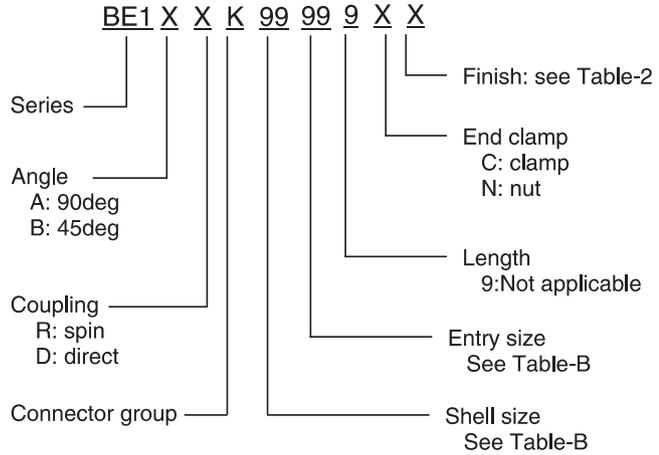 BE1 X X K 99 99 9 X X
Finish: see Table-2
Series
End clamp
C: clamp
N: nut
Angle
A: 90deg
B: 45deg
Length
9:Not applicable
Coupling
R: spin
D: direct
Entry size
See Table-B
Connector group
Shell size
See Table-B